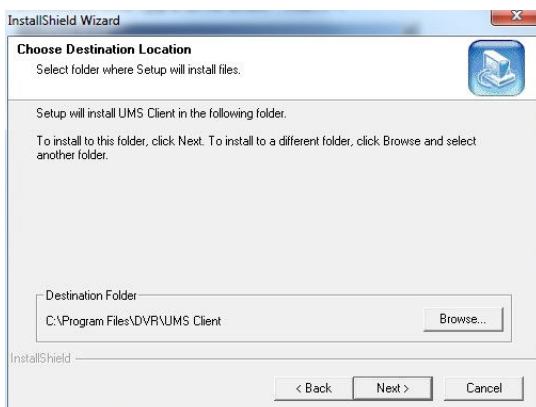 InstallShield Wizard
Choose Destination Location
Select folder where Setup will install files.
Setup will install UMS Client in the following folder.
To install to this folder, click Next. To install to a different folder, click Browse and select
another folder.
Destination Folder
C:\Program Files\DVR\UMS Client
Browse...
InstallShield
< Back
Next >
Cancel